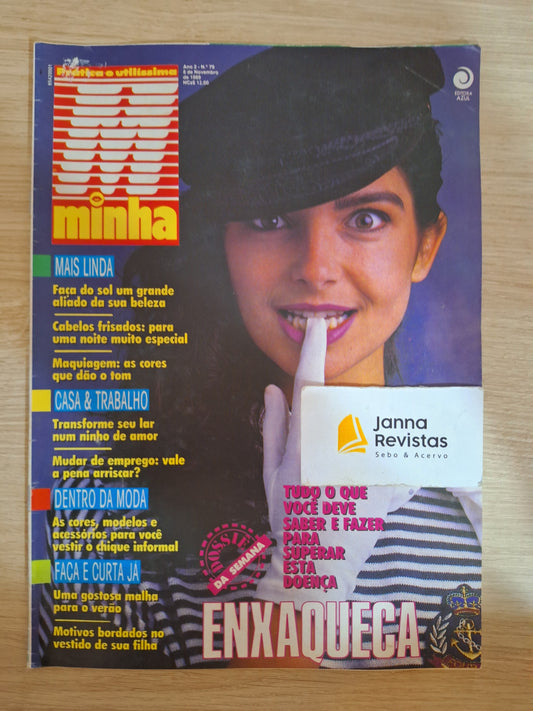 Prática e utilíssima
minha
Ano 2 - N.º 75
5 de Novembro
de 1989
NCz$ 12,50
EDITORA
AZUL
MAIS LINDA
Faça do sol um grande
aliado da sua beleza
Cabelos frisados: para
uma noite muito especial
Maquiagem: as cores
que dão o tom
CASA & TRABALHO
Transforme seu lar
num ninho de amor
Mudar de emprego: vale
a pena arriscar?
DENTRO DA MODA
As cores, modelos e
acessórios para você
vestir o chique informal
FAÇA E CURTA JÁ
Uma gostosa malha
para o verão
Motivos bordados no
vestido de sua filha
Janna
Revistas
Sebo & Acervo
TUDO O QUE
VOCÊ DEVE
SABER E FAZER
PARA
SUPERAR
ESTA
DOENÇA
DOSSIÊ
DA SEMANA
ENXAQUECA